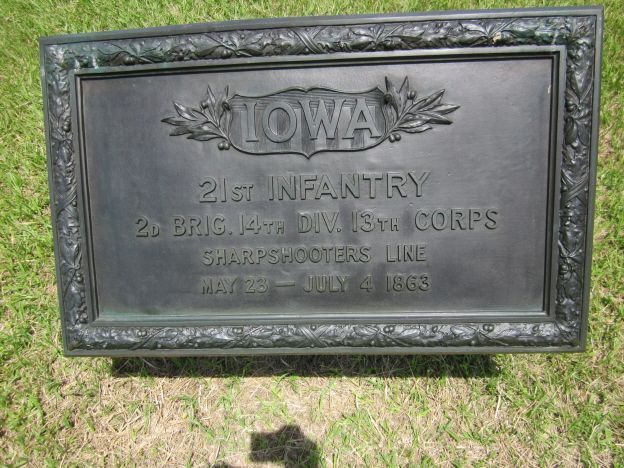 IOWA
21ST INFANTRY
2D BRIG. 14TH DIV. 13TH CORPS
SHARPSHOOTERS LINE
MAY 23 — JULY 4 1863